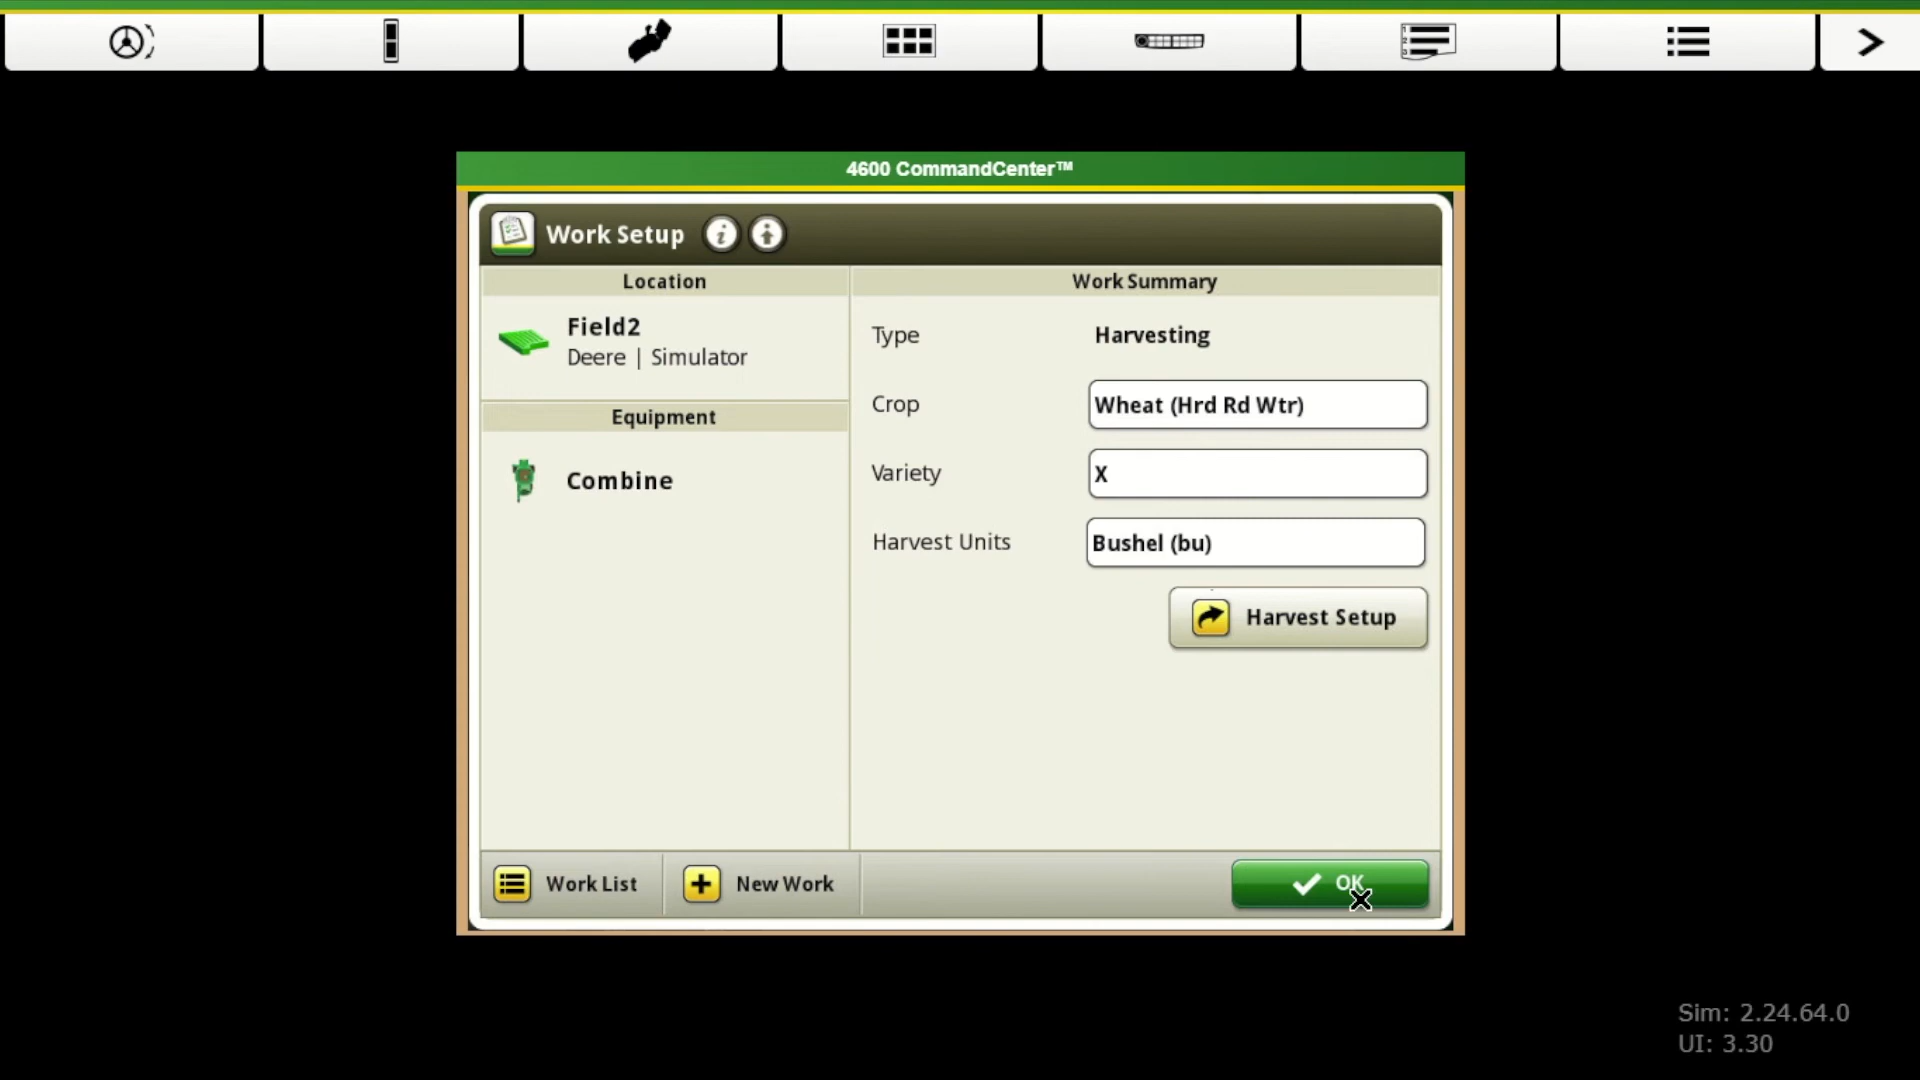 4600 CommandCenter™
Work Setup
Location
Field2
Deere | Simulator
Equipment
Combine
Work Summary
Type Harvesting
Crop Wheat (Hrd Rd Wtr)
Variety X
Harvest Units Bushel (bu)
Harvest Setup
Work List
New Work
OK
Sim: 2.24.64.0
UI: 3.30